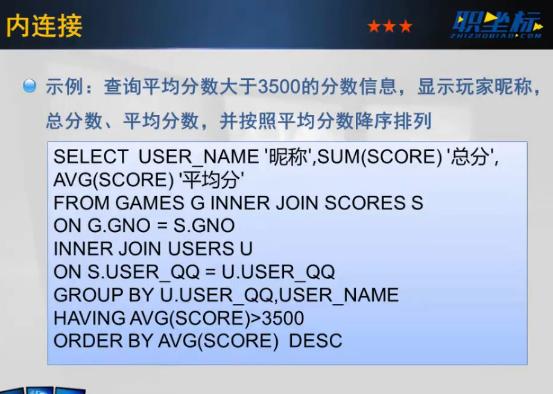 内连接
★★★
职坐标
ZHIZUOBIAO.COM
示例：查询平均分数大于3500的分数信息，显示玩家昵称，
总分数、平均分数，并按照平均分数降序排列
SELECT USER_NAME '昵称',SUM(SCORE) '总分',
AVG(SCORE) '平均分'
FROM GAMES G INNER JOIN SCORES S
ON G.GNO = S.GNO
INNER JOIN USERS U
ON S.USER_QQ = U.USER_QQ
GROUP BY U.USER_QQ,USER_NAME
HAVING AVG(SCORE)>3500
ORDER BY AVG(SCORE) DESC